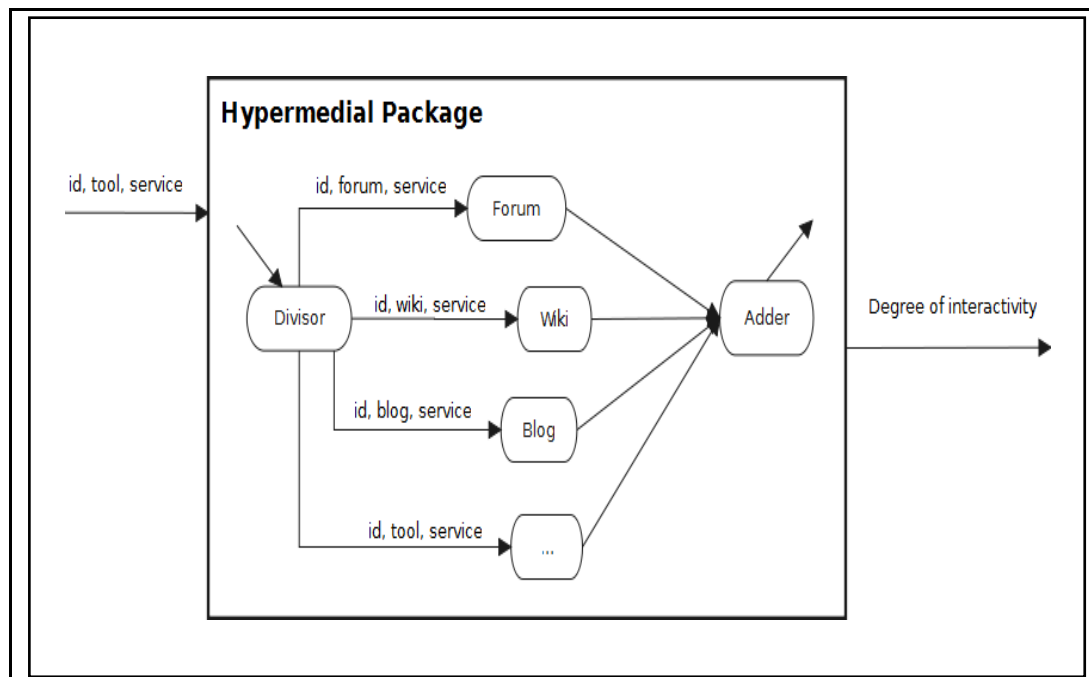 Hypermedial Package
id, tool, service
id, forum, service
Forum
Divisor
id, wiki, service
Wiki
Adder
Degree of interactivity
id, blog, service
Blog
id, tool, service
...